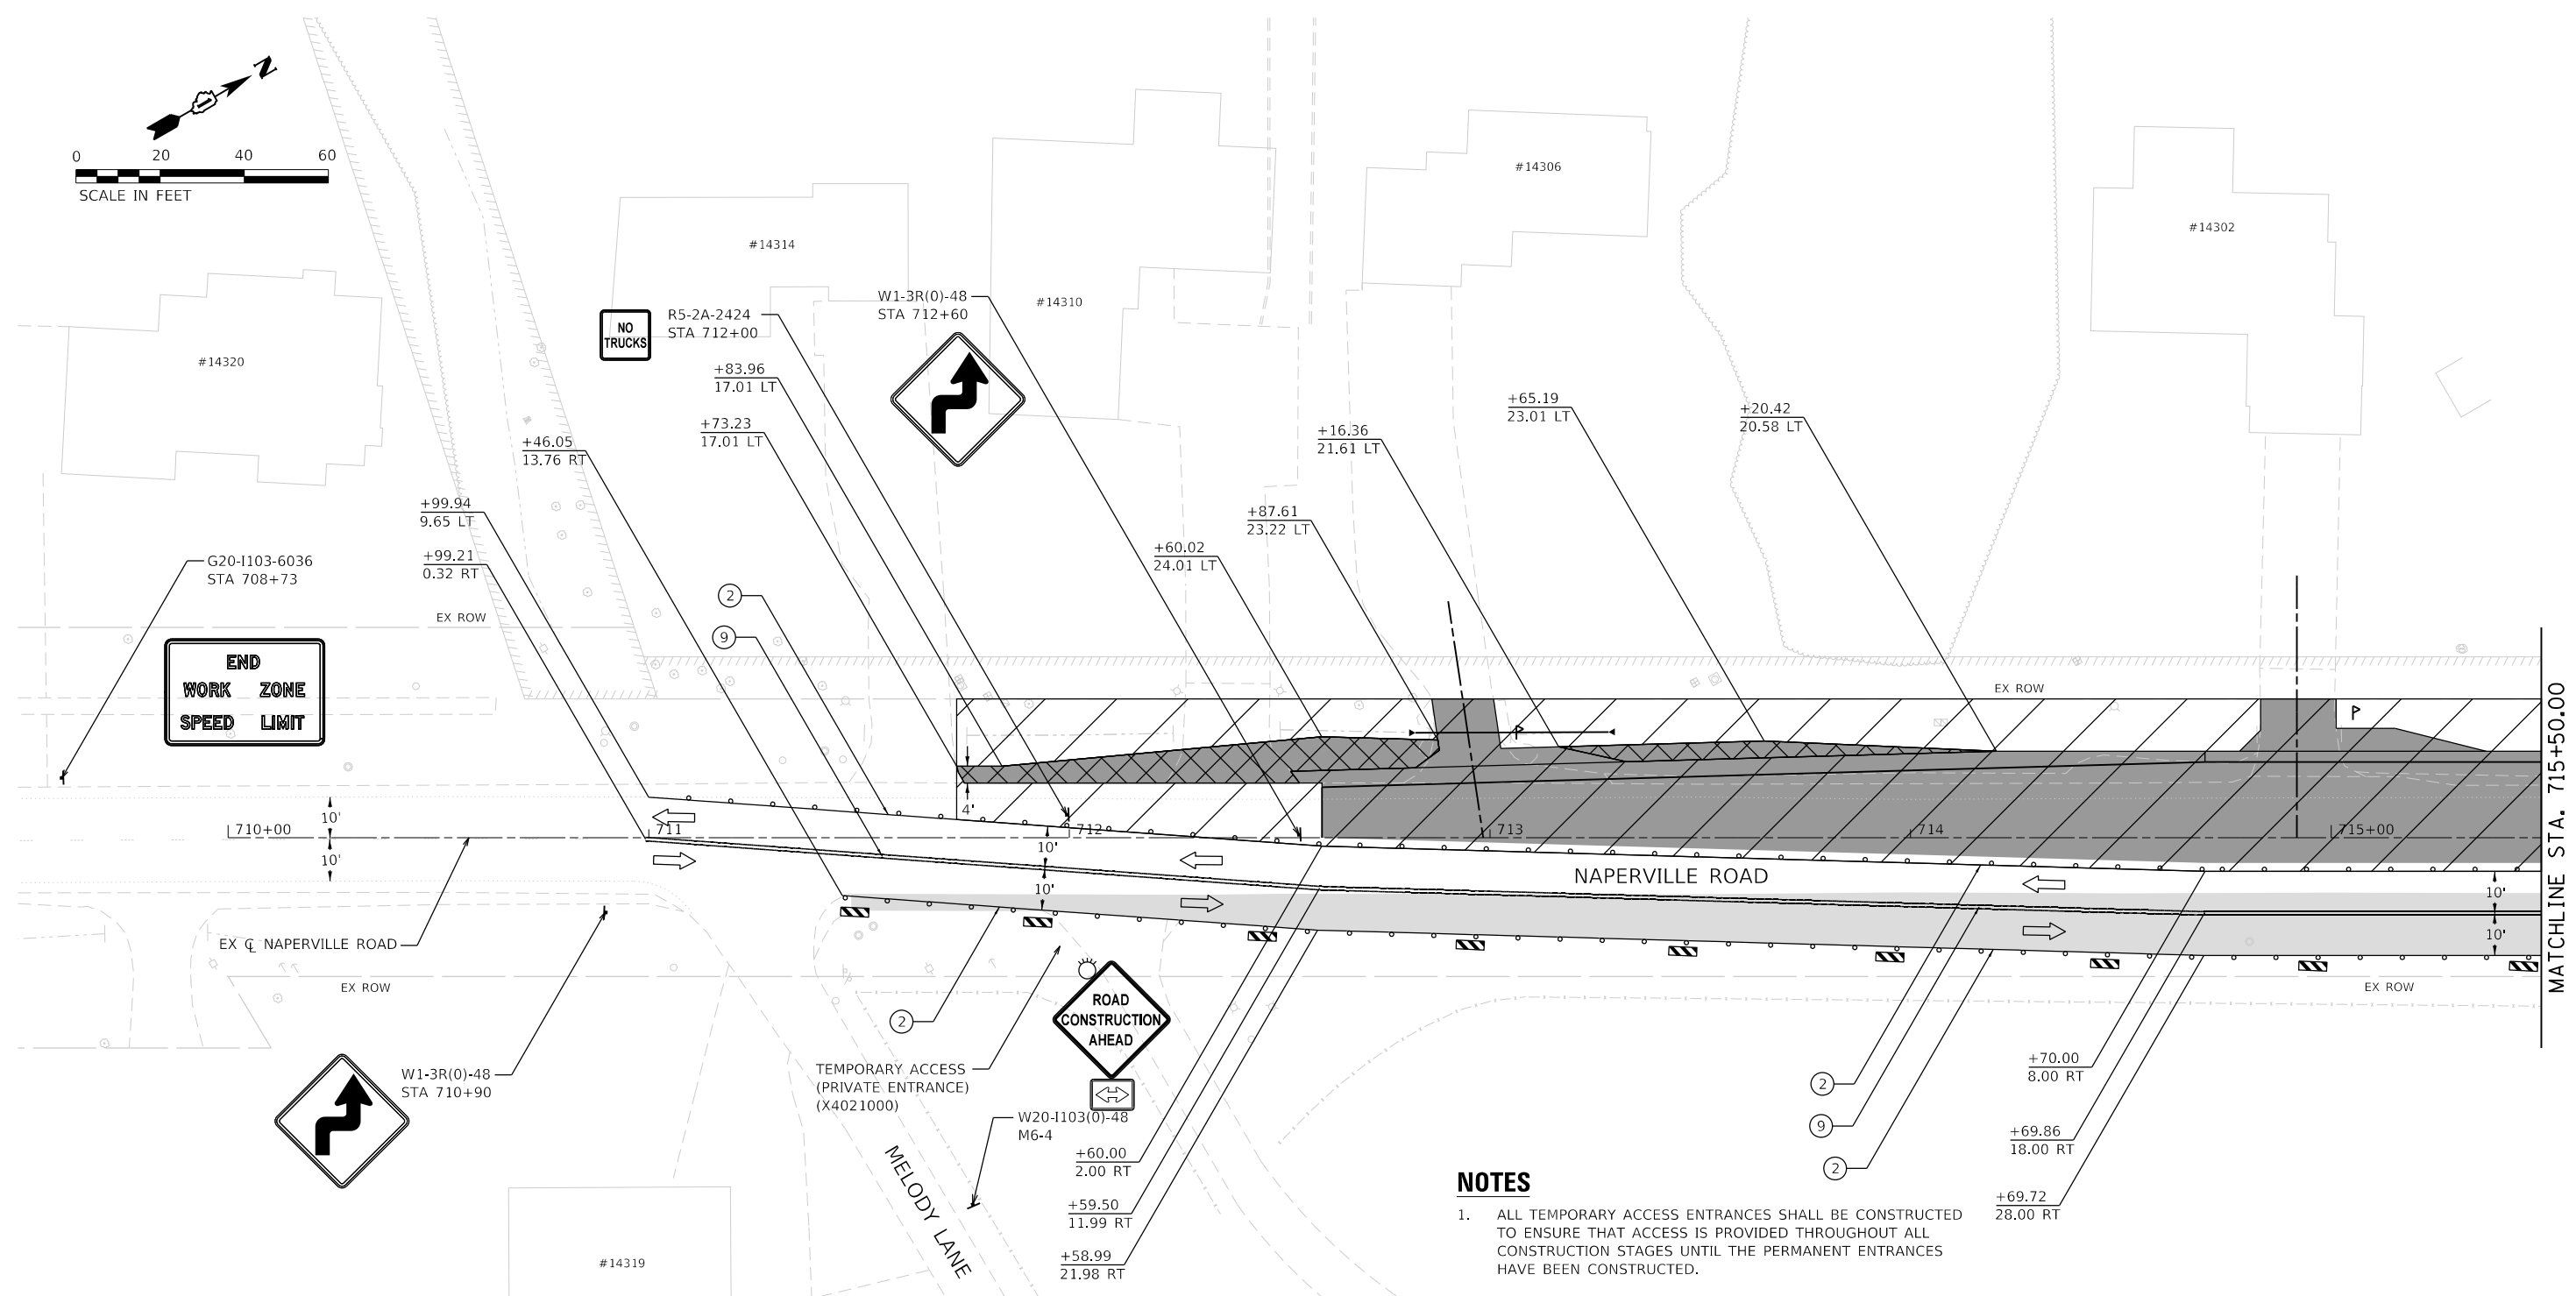 N
0 20 40 60
SCALE IN FEET
#14320
#14314
#14310
#14306
#14302
NO
TRUCKS
R5-2A-2424
STA 712+00
W1-3R(0)-48
STA 712+60
+83.96
17.01 LT
+73.23
17.01 LT
+46.05
13.76 RT
+99.94
9.65 LT
+99.21
0.32 RT
+16.36
21.61 LT
+65.19
23.01 LT
+20.42
20.58 LT
+87.61
23.22 LT
+60.02
24.01 LT
G20-I103-6036
STA 708+73
END
WORK ZONE
SPEED LIMIT
EX ROW
2
9
EX ROW
P
P
4'
10'
10'
710+00
711
712
713
714
715+00
10'
10'
NAPERVILLE ROAD
10'
10'
MATCHLINE STA. 715+50.00
EX ℄ NAPERVILLE ROAD
EX ROW
EX ROW
W1-3R(0)-48
STA 710+90
2
TEMPORARY ACCESS
(PRIVATE ENTRANCE)
(X4021000)
ROAD
CONSTRUCTION
AHEAD
W20-I103(0)-48
M6-4
MELODY LANE
#14319
+60.00
2.00 RT
+59.50
11.99 RT
+58.99
21.98 RT
2
9
2
+70.00
8.00 RT
+69.86
18.00 RT
+69.72
28.00 RT
NOTES
1. ALL TEMPORARY ACCESS ENTRANCES SHALL BE CONSTRUCTED
TO ENSURE THAT ACCESS IS PROVIDED THROUGHOUT ALL
CONSTRUCTION STAGES UNTIL THE PERMANENT ENTRANCES
HAVE BEEN CONSTRUCTED.